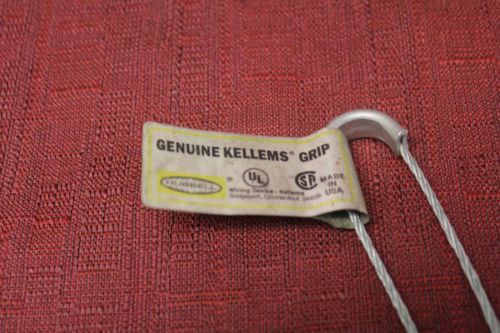 GENUINE KELLEMS® GRIP
HUBBELL ®
UL
SA
MADE IN USA
Wiring Device - Kellems
Bridgeport, Connecticut